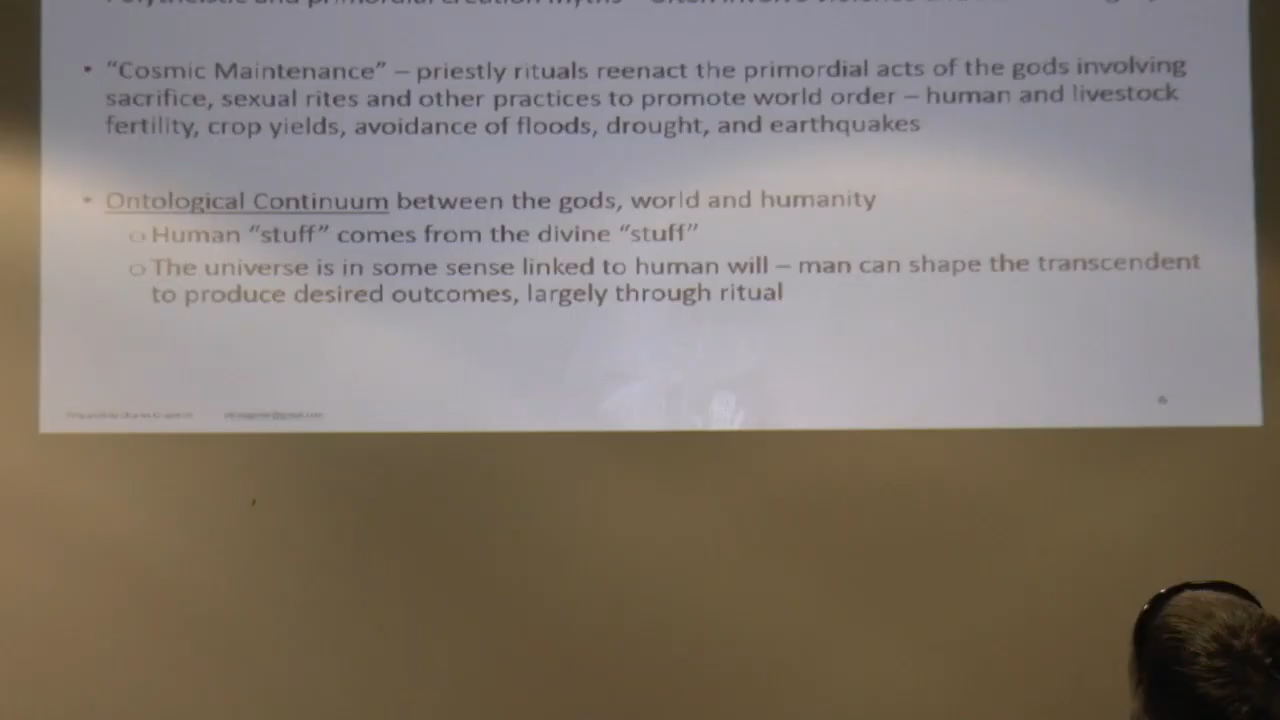 • "Cosmic Maintenance" – priestly rituals reenact the primordial acts of the gods involving
sacrifice, sexual rites and other practices to promote world order – human and livestock
fertility, crop yields, avoidance of floods, drought, and earthquakes
• Ontological Continuum between the gods, world and humanity
○ Human "stuff" comes from the divine "stuff"
○ The universe is in some sense linked to human will – man can shape the transcendent
to produce desired outcomes, largely through ritual
6